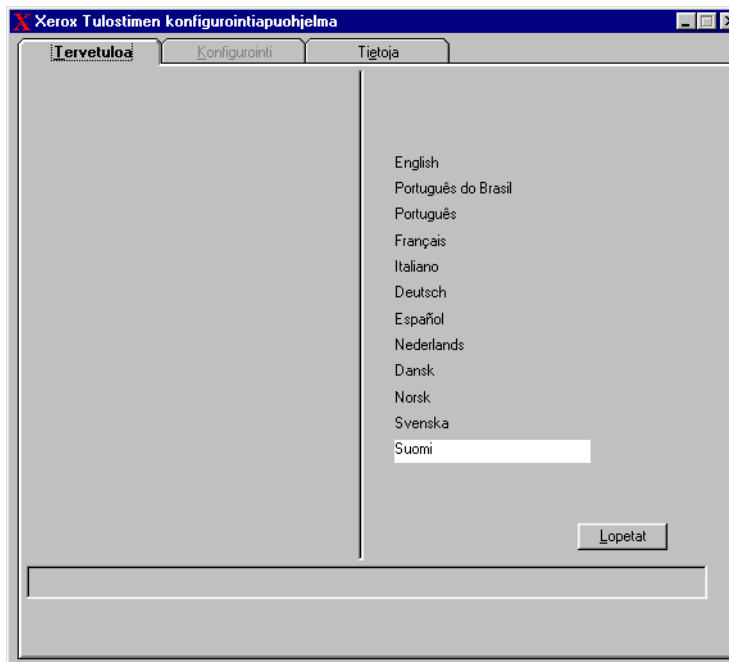 Xerox Tulostimen konfigurointiapuohjelma
Tervetuloa Konfigurointi Tietoja
English
Português do Brasil
Português
Français
Italiano
Deutsch
Español
Nederlands
Dansk
Norsk
Svenska
Suomi
Lopetat